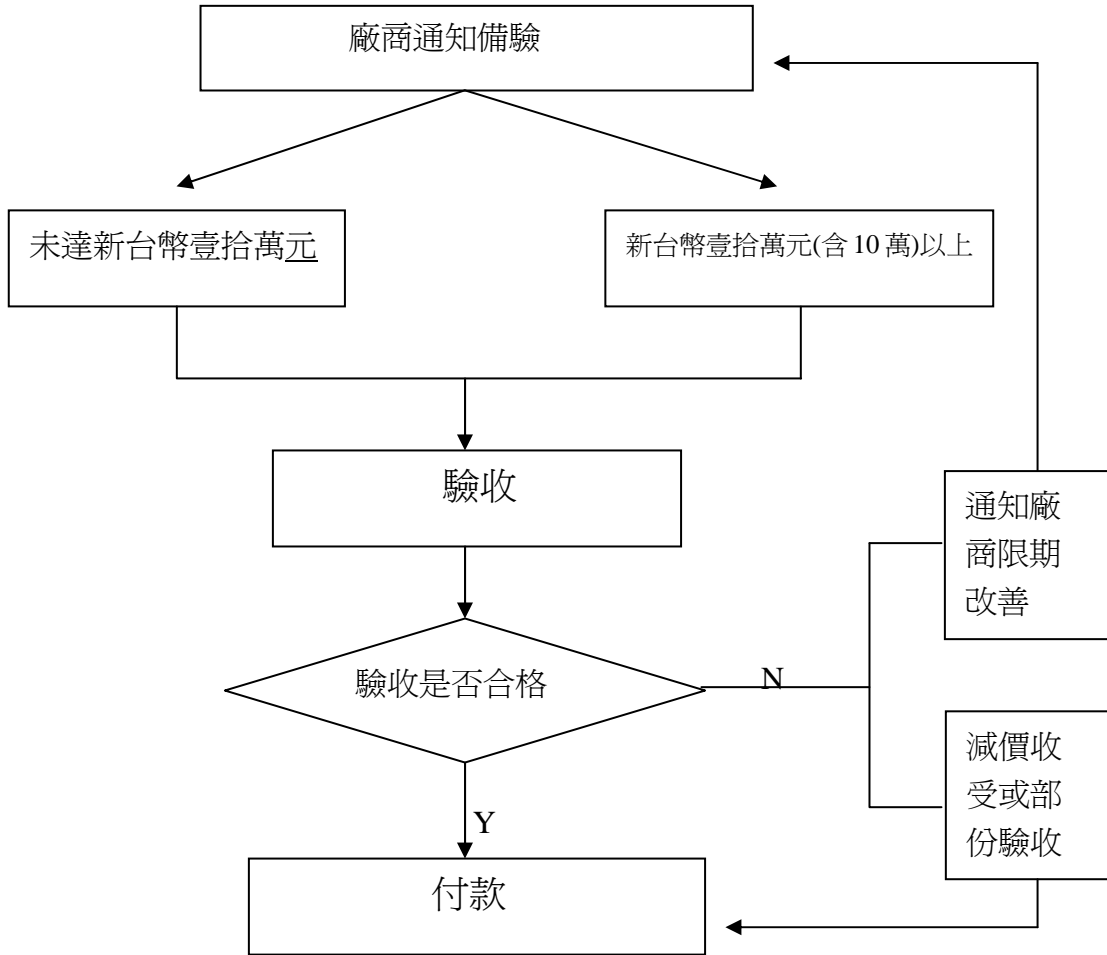 廠商通知備驗
未達新台幣壹拾萬元
新台幣壹拾萬元(含 10 萬)以上
驗收
通知廠
商限期
改善
驗收是否合格
N
減價收
受或部
份驗收
Y
付款